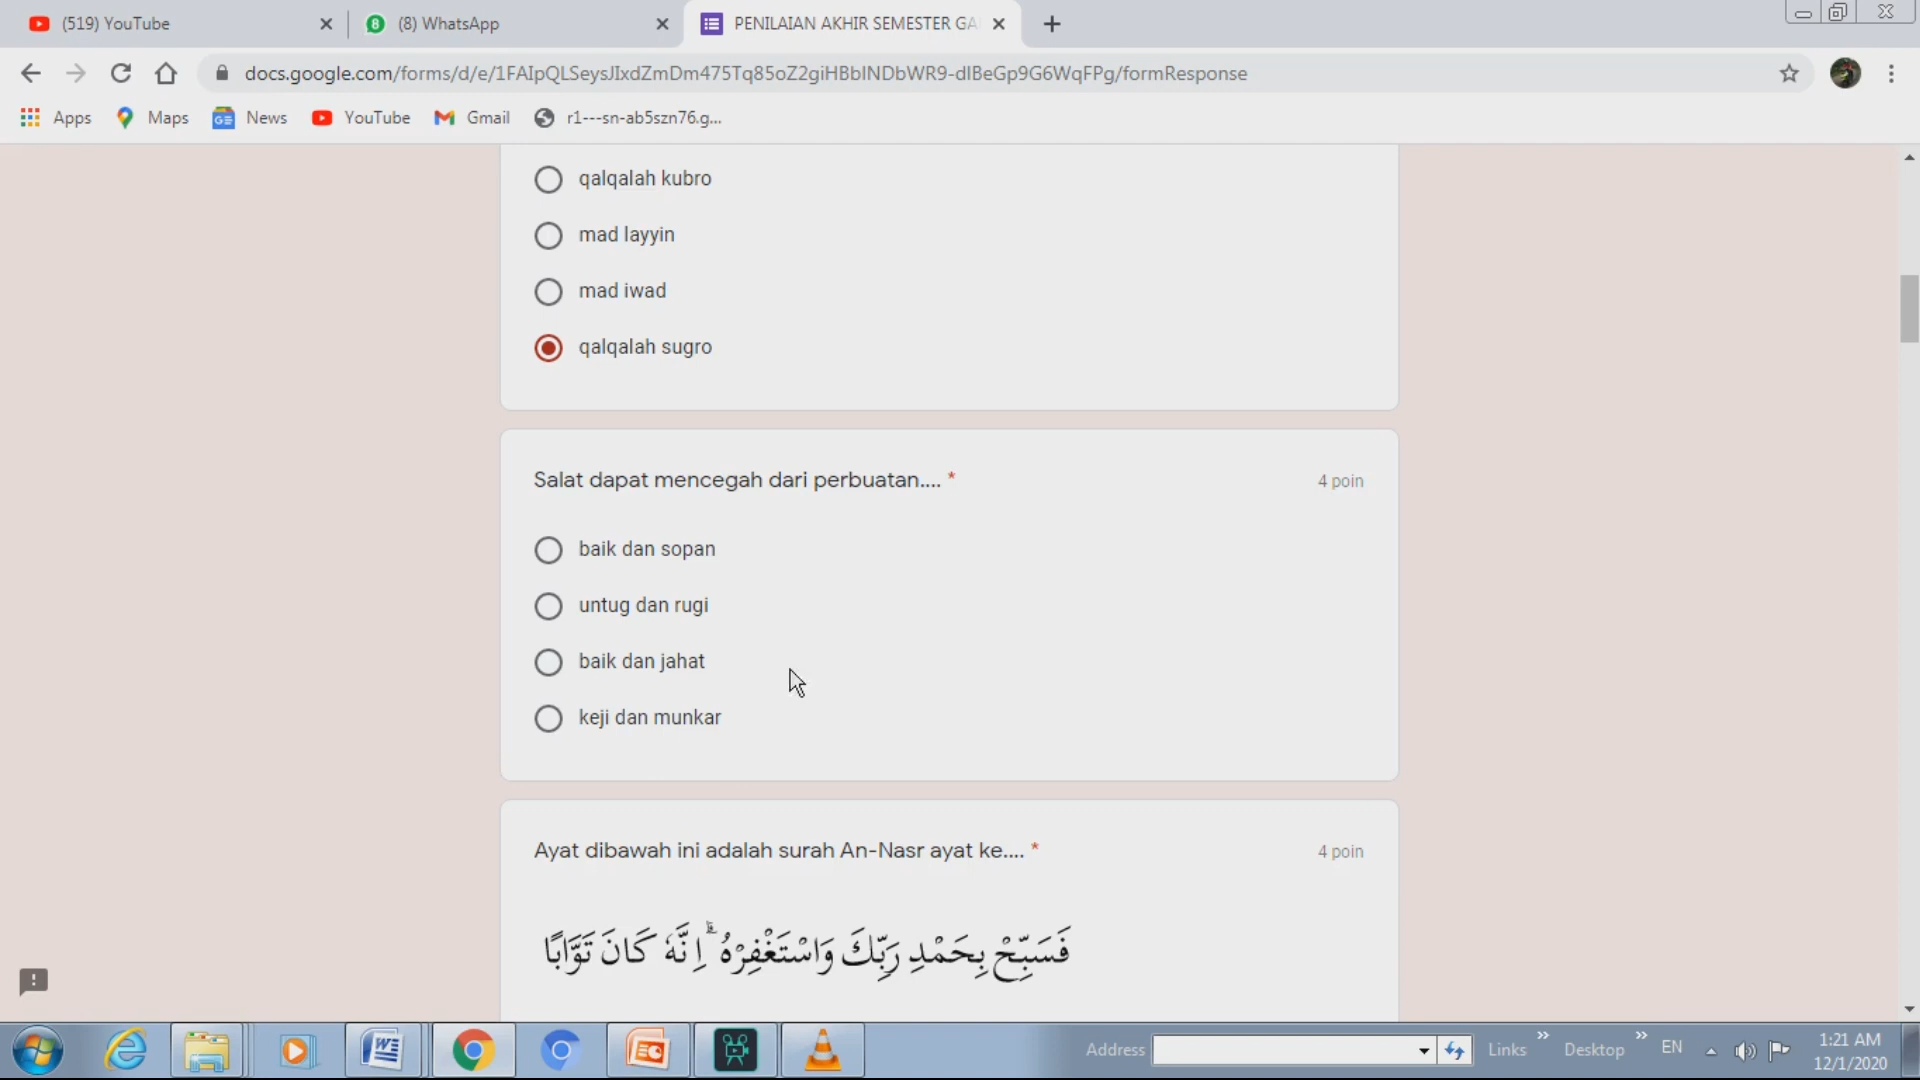 (519) YouTube
(8) WhatsApp
PENILAIAN AKHIR SEMESTER GA
docs.google.com/forms/d/e/1FAIpQLSeysJIxdZmDm475Tq85oZ2giHBblNDbWR9-dIBeGp9G6WqFPg/formResponse
Apps Maps News YouTube Gmail r1---sn-ab5szn76.g...
qalqalah kubro
mad layyin
mad iwad
qalqalah sugro
Salat dapat mencegah dari perbuatan.... *
4 poin
baik dan sopan
untug dan rugi
baik dan jahat
keji dan munkar
Ayat dibawah ini adalah surah An-Nasr ayat ke.... *
4 poin
فَسَبِّحْ بِحَمْدِ رَبِّكَ وَاسْتَغْفِرْهُ ۗ اِنَّهٗ كَانَ تَوَّابًا
Address
Links
Desktop
EN
1:21 AM
12/1/2020